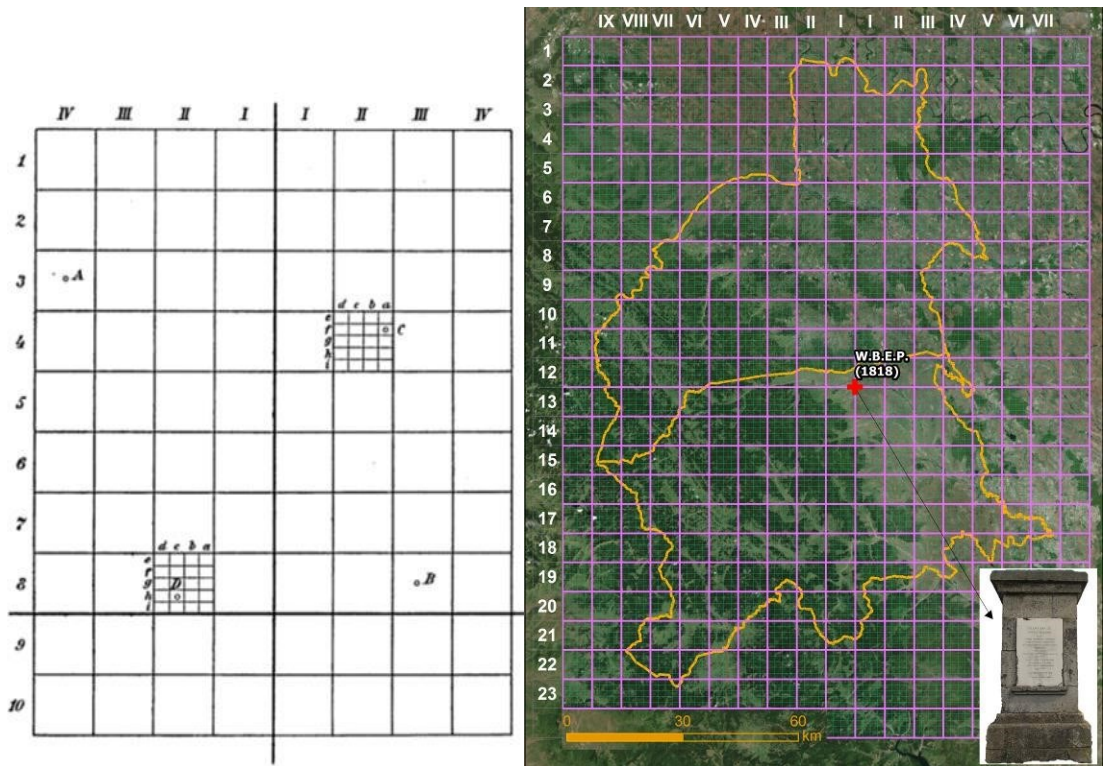 IV III II I I II III IV
1
2
3
A
d c b a
e
f
C
4
g
h
i
5
6
7
d c b a
e
f
8
g
D
B
h
i
9
10
IX VIII VII VI V IV III II I I II III IV V VI VII
1
2
3
4
5
6
7
8
9
10
11
W.B.E.P.
12
(1818)
13
14
15
16
17
18
19
20
21
22
23
0 30 60
km